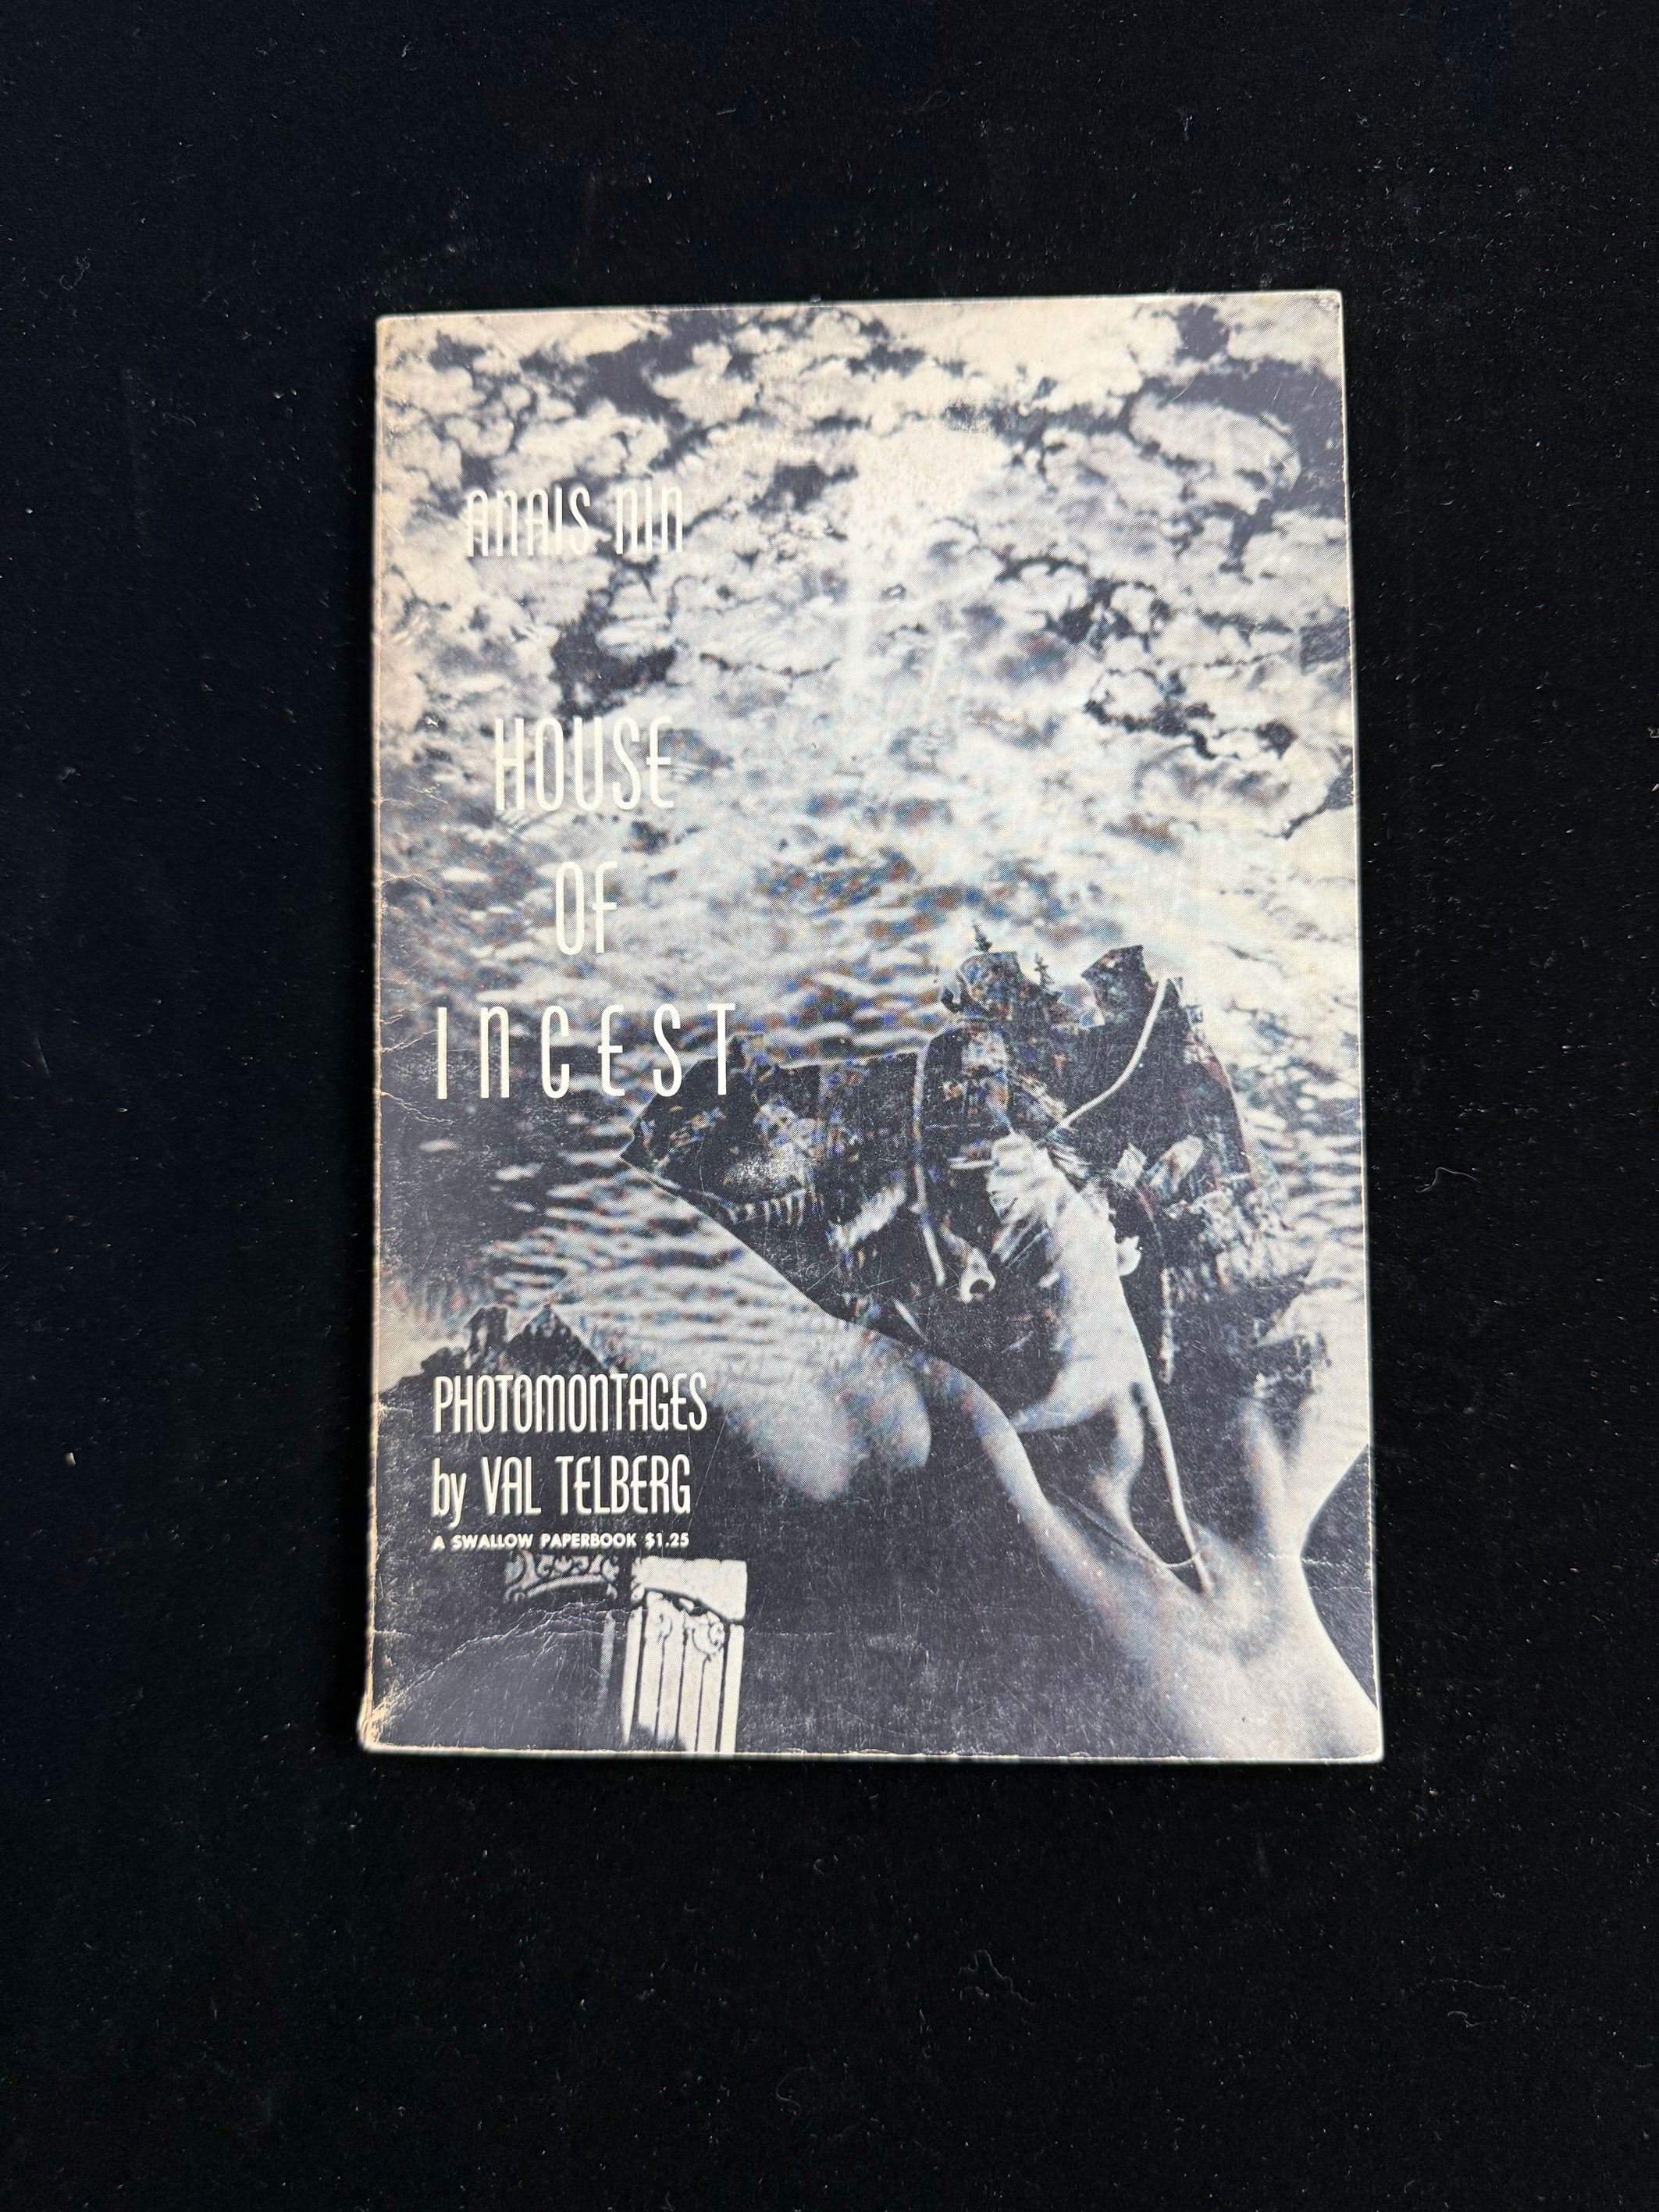 ANAIS NIN
HOUSE
OF
INCEST
PHOTOMONTAGES
by VAL TELBERG
A SWALLOW PAPERBOOK $1.25